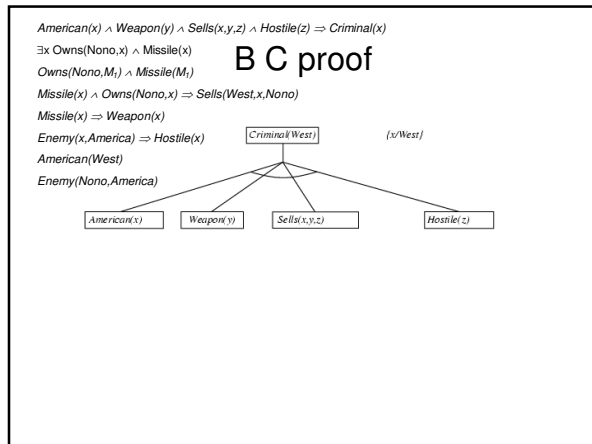 American(x) ∧ Weapon(y) ∧ Sells(x,y,z) ∧ Hostile(z) ⇒ Criminal(x)
∃x Owns(Nono,x) ∧ Missile(x)
B C proof
Owns(Nono,M₁) ∧ Missile(M₁)
Missile(x) ∧ Owns(Nono,x) ⇒ Sells(West,x,Nono)
Missile(x) ⇒ Weapon(x)
Enemy(x,America) ⇒ Hostile(x)
Criminal(West) {x/West}
American(West)
Enemy(Nono,America)
American(x) Weapon(y) Sells(x,y,z) Hostile(z)